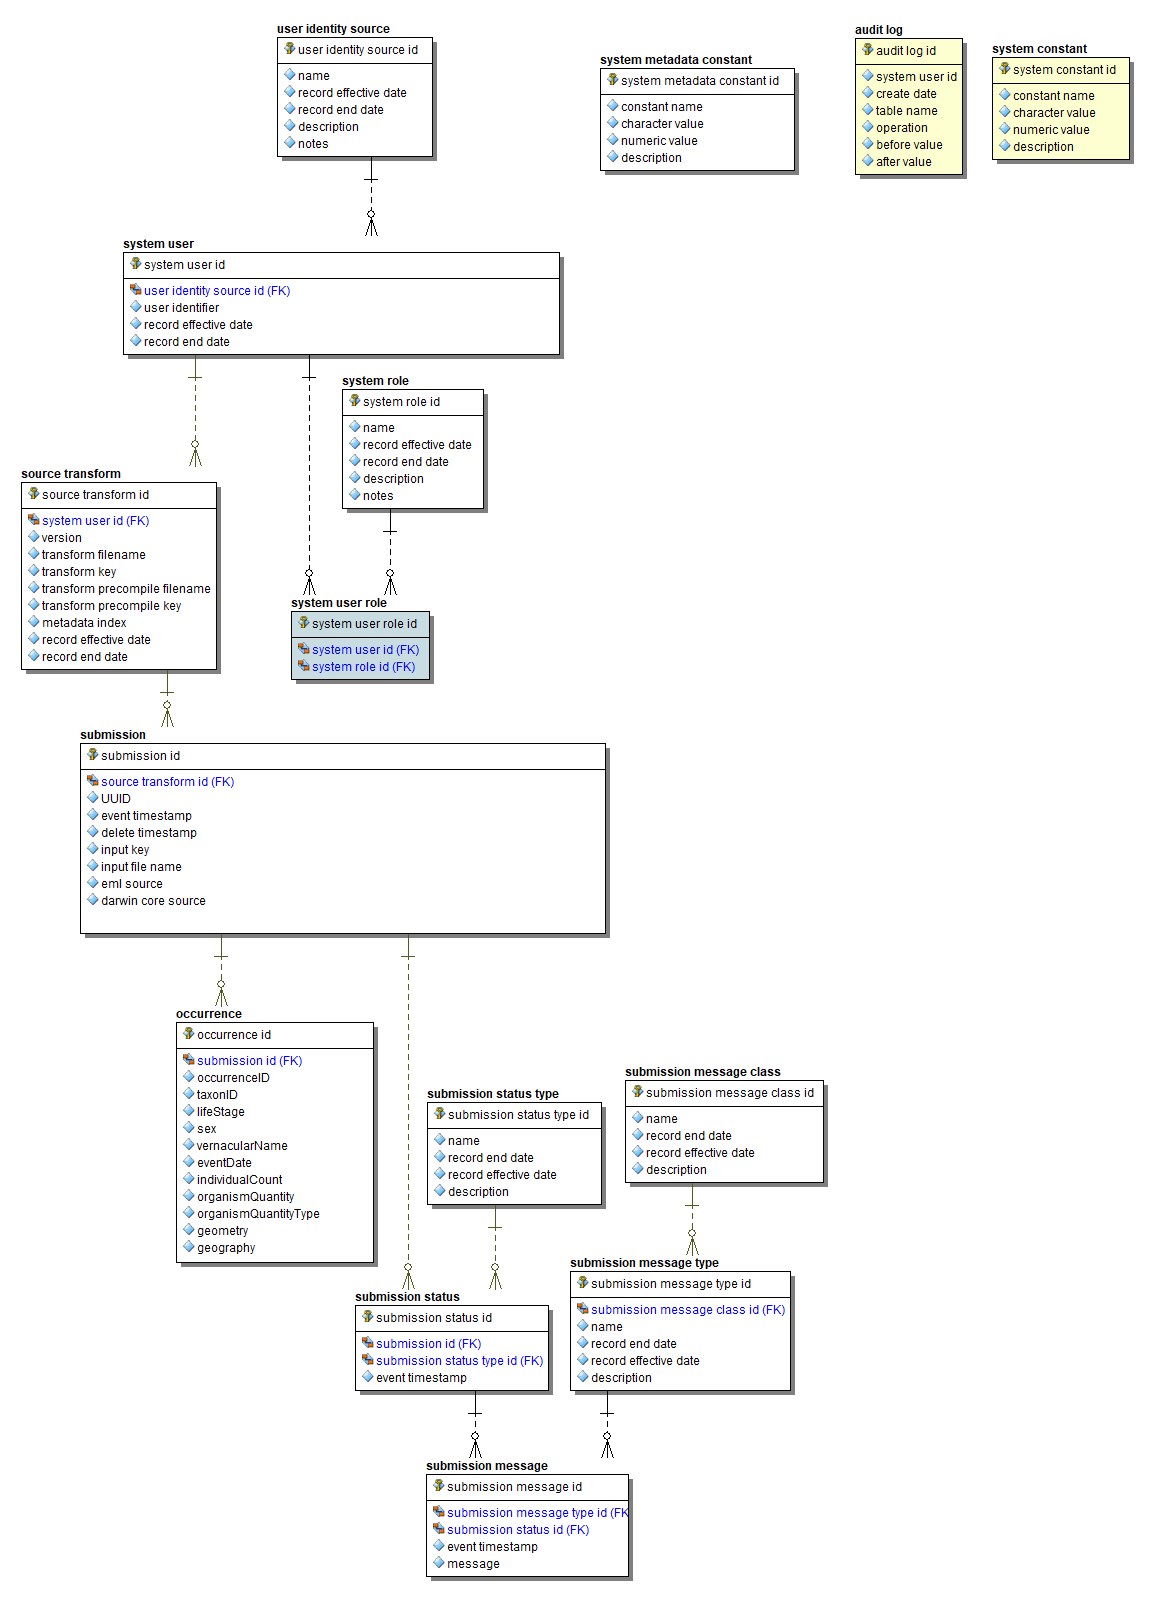 user identity source
user identity source id
name
record effective date
record end date
description
notes
system metadata constant
system metadata constant id
constant name
character value
numeric value
description
audit log
audit log id
system user id
create date
table name
operation
before value
after value
system constant
system constant id
constant name
character value
numeric value
description
system user
system user id
user identity source id (FK)
user identifier
record effective date
record end date
system role
system role id
name
record effective date
record end date
description
notes
source transform
source transform id
system user id (FK)
version
transform filename
transform key
transform precompile filename
transform precompile key
metadata index
record effective date
record end date
system user role
system user role id
system user id (FK)
system role id (FK)
submission
submission id
source transform id (FK)
UUID
event timestamp
delete timestamp
input key
input file name
eml source
darwin core source
occurrence
occurrence id
submission id (FK)
occurrenceID
taxonID
lifeStage
sex
vernacularName
eventDate
individualCount
organismQuantity
organismQuantityType
geometry
geography
submission status type
submission status type id
name
record end date
record effective date
description
submission message class
submission message class id
name
record end date
record effective date
description
submission status
submission status id
submission id (FK)
submission status type id (FK)
event timestamp
submission message type
submission message type id
submission message class id (FK)
name
record end date
record effective date
description
submission message
submission message id
submission message type id (FK
submission status id (FK)
event timestamp
message